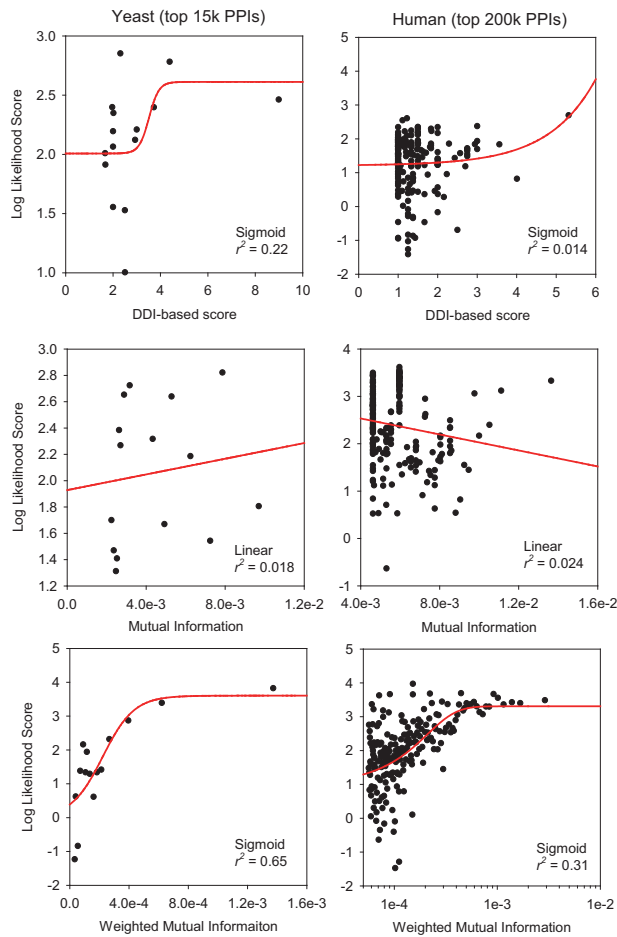 Yeast (top 15k PPIs)
Human (top 200k PPIs)
Log Likelihood Score
3.0
2.5
2.0
1.5
1.0
0
2
4
6
8
10
DDI-based score
Sigmoid
r² = 0.22
5
4
3
2
1
0
-1
-2
0
1
2
3
4
5
6
DDI-based score
Sigmoid
r² = 0.014
Log Likelihood Score
3.0
2.8
2.6
2.4
2.2
2.0
1.8
1.6
1.4
1.2
0.0
4.0e-3
8.0e-3
1.2e-2
Mutual Information
Linear
r² = 0.018
4
3
2
1
0
-1
4.0e-3
8.0e-3
1.2e-2
1.6e-2
Mutual Information
Linear
r² = 0.024
Log Likelihood Score
5
4
3
2
1
0
-1
-2
0.0
4.0e-4
8.0e-4
1.2e-3
1.6e-3
Weighted Mutual Informaiton
Sigmoid
r² = 0.65
5
4
3
2
1
0
-1
-2
1e-4
1e-3
1e-2
Weighted Mutual Information
Sigmoid
r² = 0.31